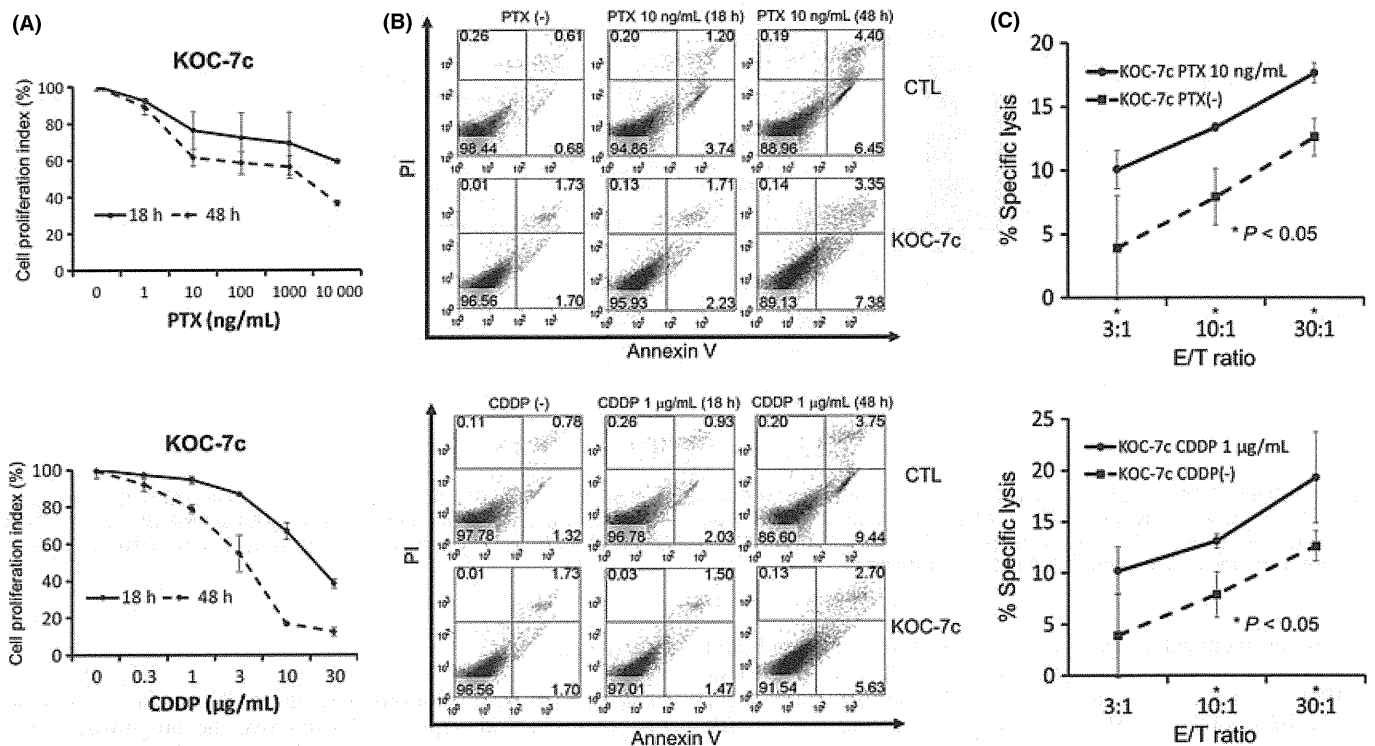 (A)
KOC-7c
Cell proliferation index (%)
100
80
60
40
20
0
18 h
48 h
0 1 10 100 1000 10 000
PTX (ng/mL)
KOC-7c
Cell proliferation index (%)
100
80
60
40
20
0
18 h
48 h
0 0.3 1 3 10 30
CDDP (µg/mL)
(B)
PTX (-) PTX 10 ng/mL (18 h) PTX 10 ng/mL (48 h)
0.26 0.61 0.20 1.20 0.19 4.40
CTL
98.44 0.68 94.86 3.74 88.96 6.45
0.01 1.73 0.13 1.71 0.14 3.35
KOC-7c
96.56 1.70 95.93 2.23 89.13 7.38
PI
Annexin V
CDDP (-) CDDP 1 µg/mL (18 h) CDDP 1 µg/mL (48 h)
0.11 0.78 0.26 0.93 0.20 3.75
CTL
97.78 1.32 96.78 2.03 86.60 9.44
0.01 1.73 0.03 1.50 0.13 2.70
KOC-7c
96.56 1.70 97.01 1.47 91.54 5.63
PI
Annexin V
(C)
% Specific lysis
20
15
10
5
0
KOC-7c PTX 10 ng/mL
KOC-7c PTX(-)
* P < 0.05
* * *
3:1 10:1 30:1
E/T ratio
% Specific lysis
25
20
15
10
5
0
KOC-7c CDDP 1 µg/mL
KOC-7c CDDP(-)
* P < 0.05
* *
3:1 10:1 30:1
E/T ratio